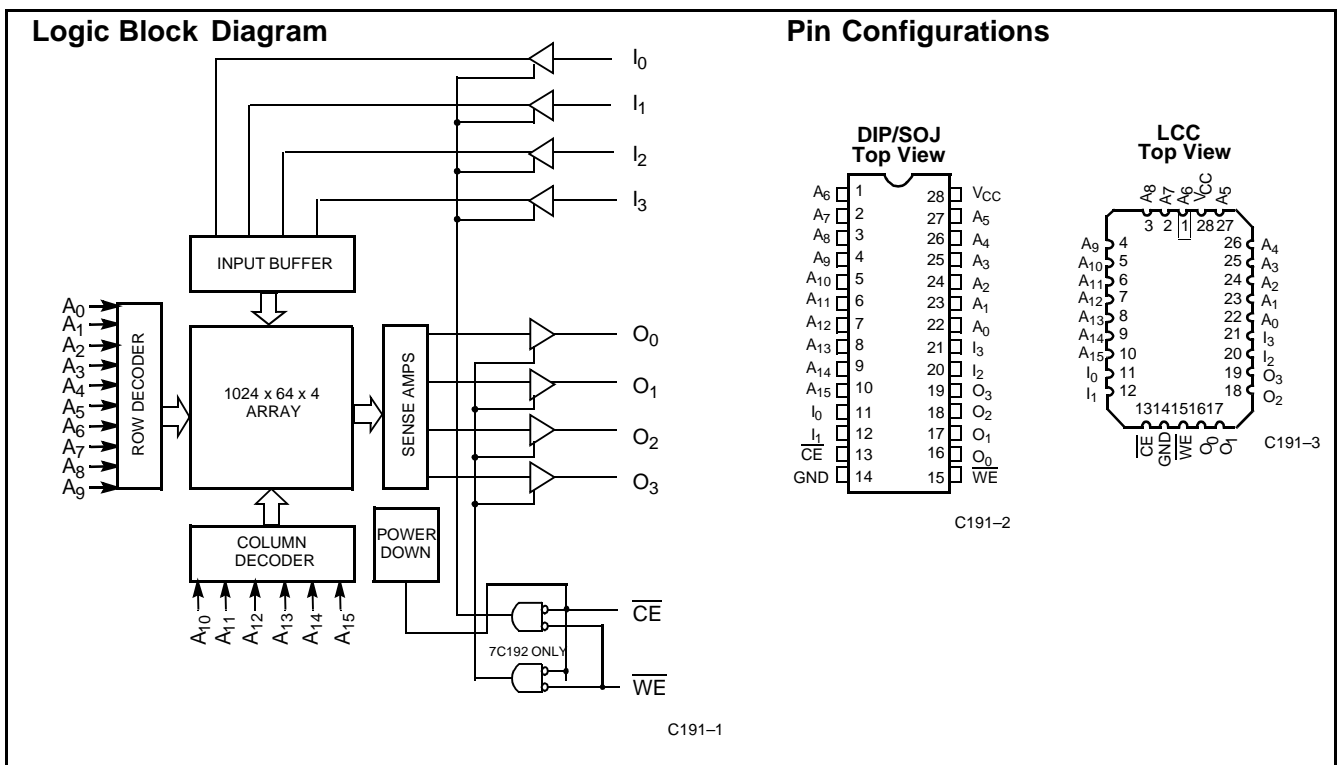 Logic Block Diagram
I0
I1
I2
I3
INPUT BUFFER
A0
A1
A2
A3
A4
A5
A6
A7
A8
A9
ROW DECODER
1024 x 64 x 4
ARRAY
SENSE AMPS
O0
O1
O2
O3
COLUMN
DECODER
POWER
DOWN
A10
A11
A12
A13
A14
A15
CE
7C192 ONLY
WE
C191–1
Pin Configurations
DIP/SOJ
Top View
A6 1 28 VCC
A7 2 27 A5
A8 3 26 A4
A9 4 25 A3
A10 5 24 A2
A11 6 23 A1
A12 7 22 A0
A13 8 21 I3
A14 9 20 I2
A15 10 19 O3
I0 11 18 O2
I1 12 17 O1
CE 13 16 O0
GND 14 15 WE
C191–2
LCC
Top View
A8 A7 A6 VCC A5
3 2 1 28 27
A9 4 26 A4
A10 5 25 A3
A11 6 24 A2
A12 7 23 A1
A13 8 22 A0
A14 9 21 I3
A15 10 20 I2
I0 11 19 O3
I1 12 18 O2
13 14 15 16 17
CE GND WE O0 O1
C191–3